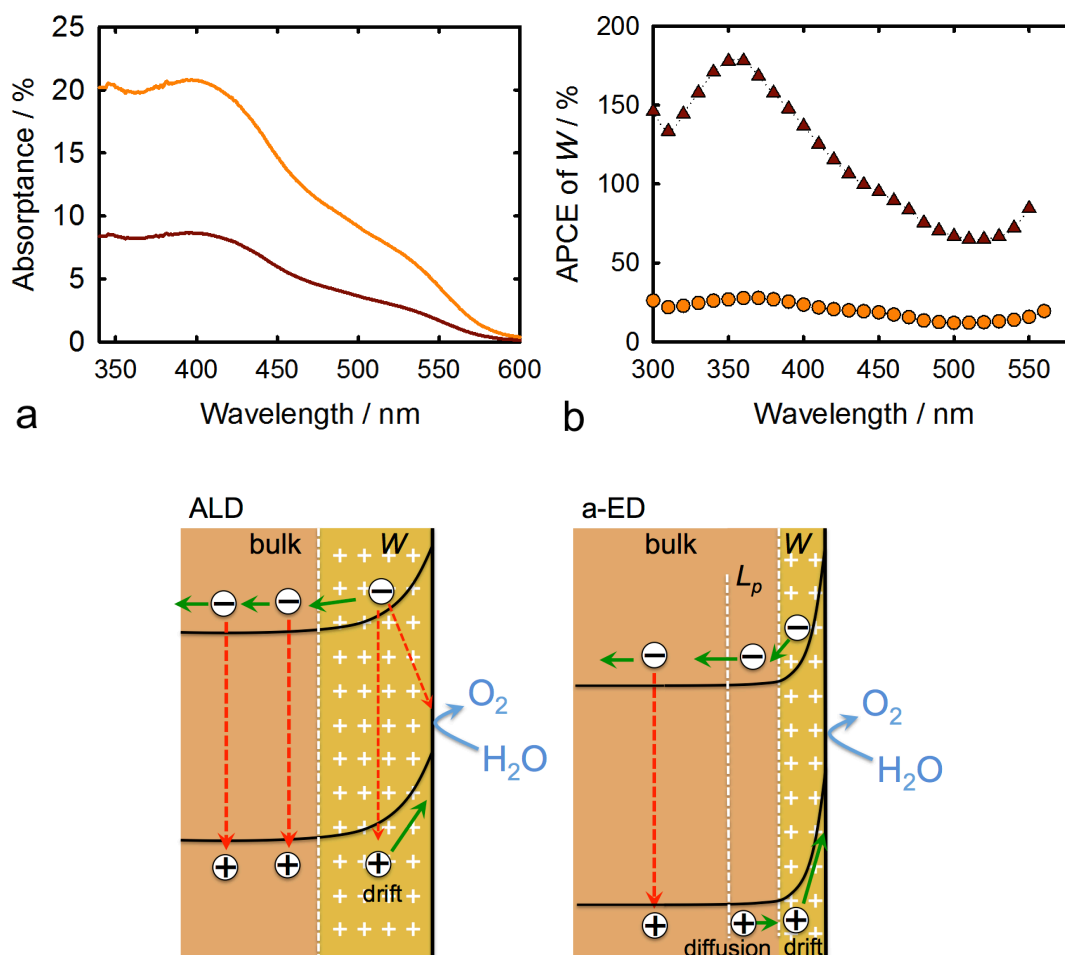 25
20
15
10
5
0
Absorptance / %
350 400 450 500 550 600
Wavelength / nm
a
200
150
100
50
0
APCE of W / %
300 350 400 450 500 550
Wavelength / nm
b
ALD
bulk W
O2
H2O
drift
a-ED
bulk W
Lp
O2
H2O
diffusion drift